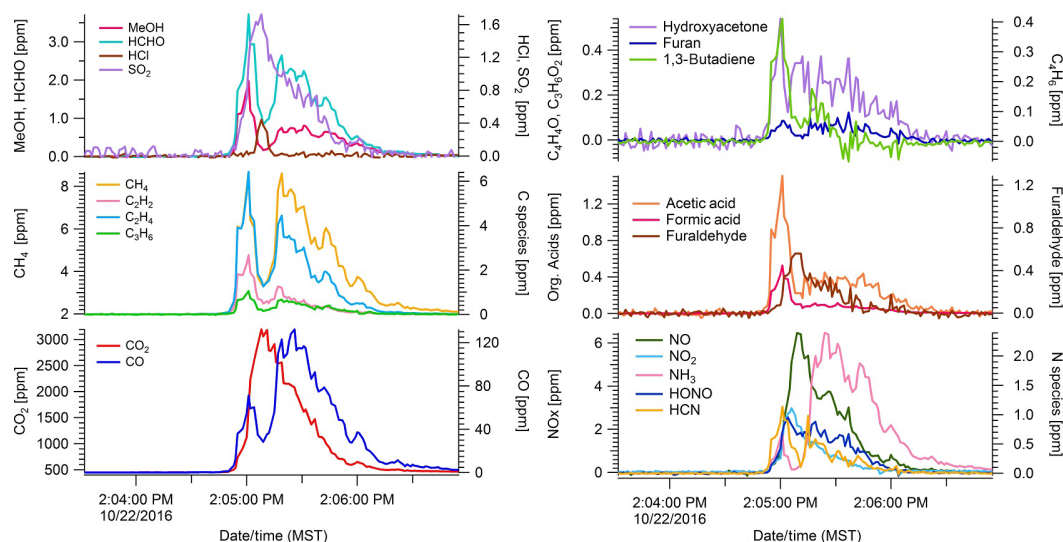 MeOH, HCHO [ppm]
3.0
2.0
1.0
0.0
MeOH
HCHO
HCl
SO2
1.6
1.2
0.8
0.4
0.0
HCl, SO2 [ppm]
CH4 [ppm]
8
6
4
2
CH4
C2H2
C2H4
C3H6
6
4
2
0
C species [ppm]
CO2 [ppm]
3000
2500
2000
1500
1000
500
CO2
CO
120
80
40
0
CO [ppm]
2:04:00 PM
2:05:00 PM
2:06:00 PM
10/22/2016
Date/time (MST)
C4H4O, C3H6O2 [ppm]
0.4
0.2
0.0
Hydroxyacetone
Furan
1,3-Butadiene
0.4
0.3
0.2
0.1
0.0
C4H6 [ppm]
Org. Acids [ppm]
1.2
0.8
0.4
0.0
Acetic acid
Formic acid
Furaldehyde
1.2
0.8
0.4
0.0
Furaldehyde [ppm]
NOx [ppm]
6
4
2
0
NO
NO2
NH3
HONO
HCN
2.0
1.5
1.0
0.5
0.0
N species [ppm]
2:04:00 PM
2:05:00 PM
2:06:00 PM
10/22/2016
Date/time (MST)